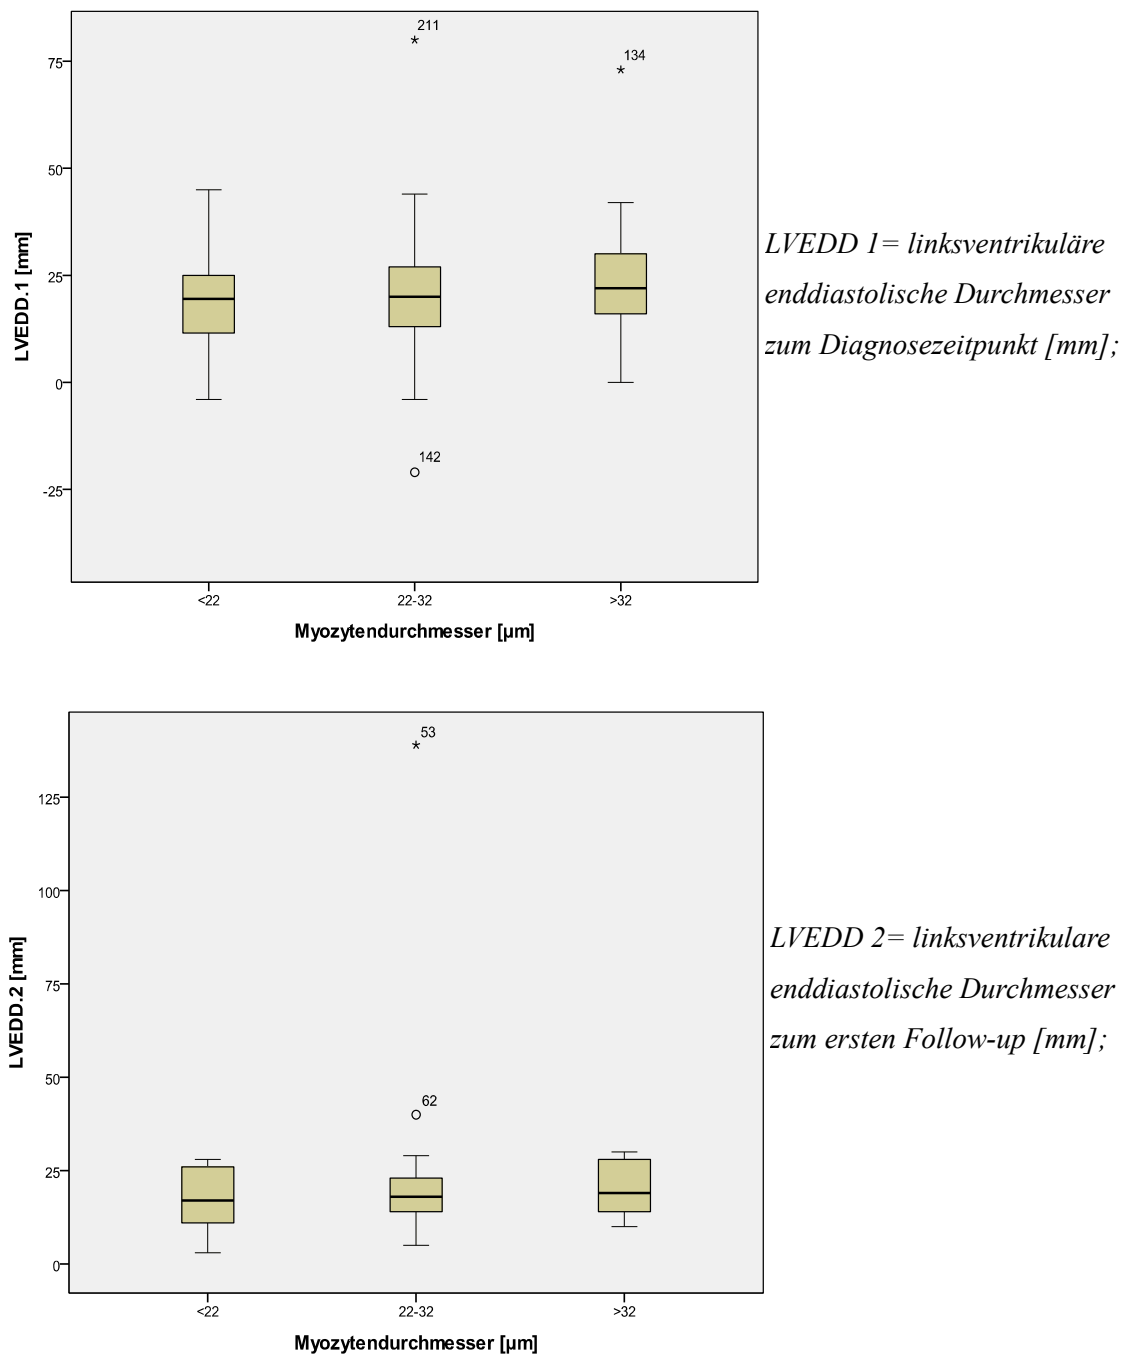 211
134
75
50
25
0
-25
142
LVEDD.1 [mm]
<22 22-32 >32
Myozytendurchmesser [µm]
LVEDD 1= linksventrikuläre
enddiastolische Durchmesser
zum Diagnosezeitpunkt [mm];
53
125
100
75
50
25
0
62
LVEDD.2 [mm]
<22 22-32 >32
Myozytendurchmesser [µm]
LVEDD 2= linksventrikulare
enddiastolische Durchmesser
zum ersten Follow-up [mm];